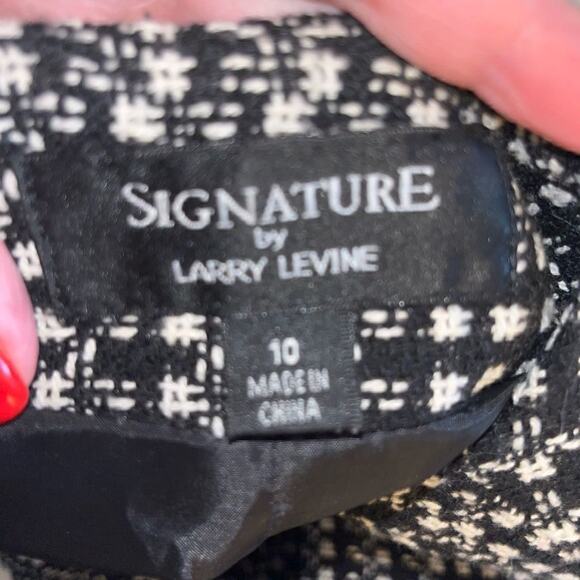 SIGNATURE
by
LARRY LEVINE
10
MADE IN
CHINA